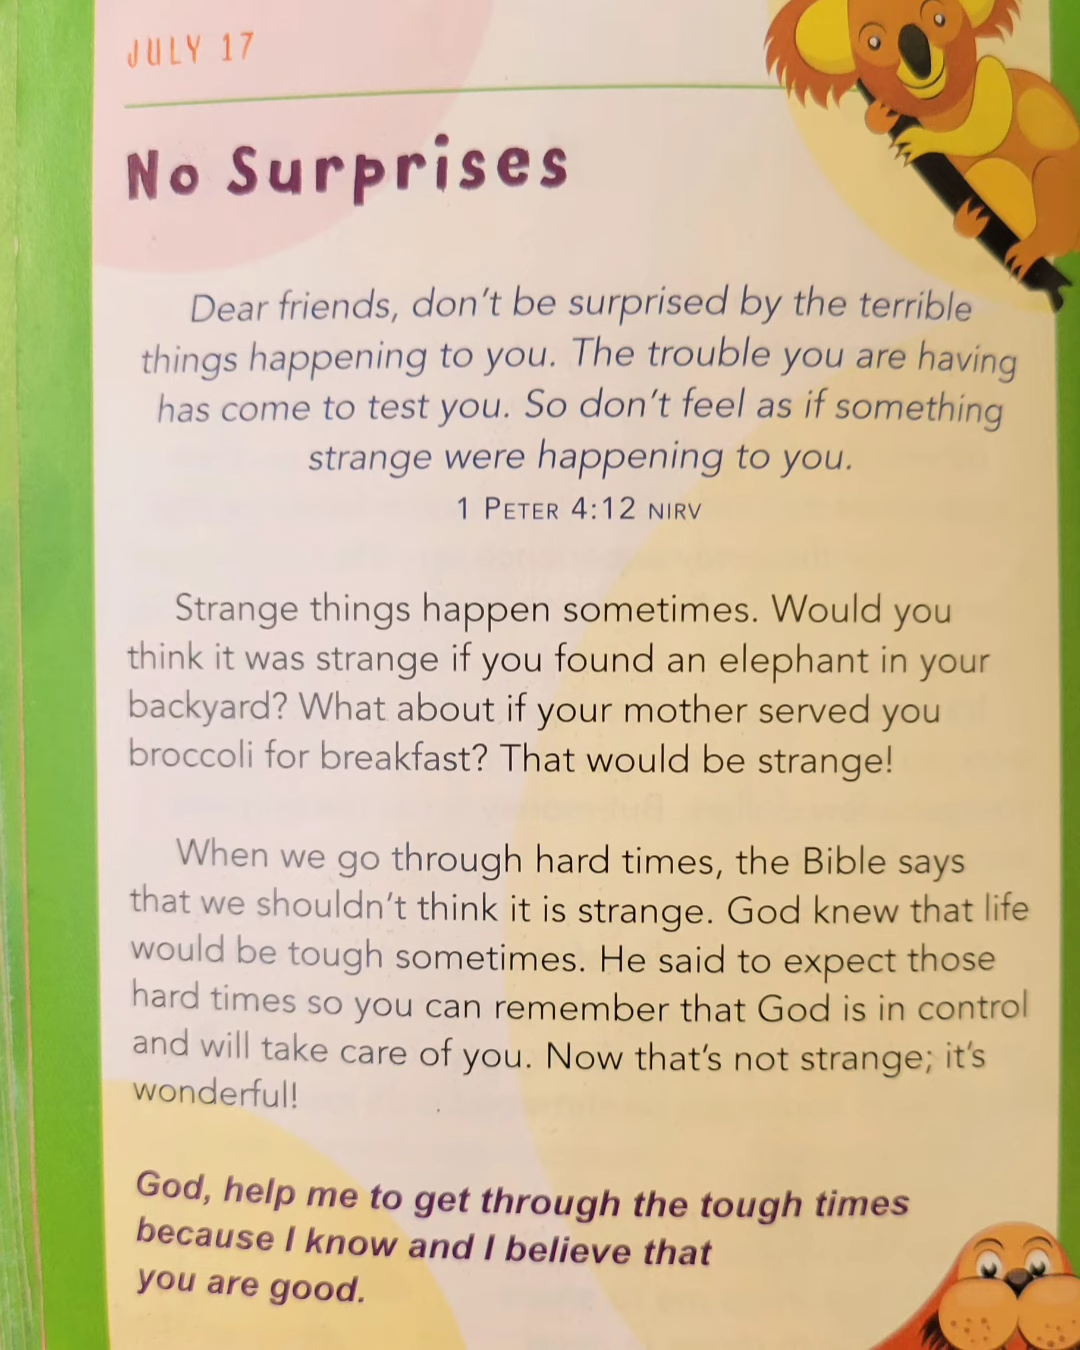 JULY 17
No Surprises
Dear friends, don't be surprised by the terrible
things happening to you. The trouble you are having
has come to test you. So don't feel as if something
strange were happening to you.
1 PETER 4:12 NIRV
Strange things happen sometimes. Would you
think it was strange if you found an elephant in your
backyard? What about if your mother served you
broccoli for breakfast? That would be strange!
When we go through hard times, the Bible says
that we shouldn't think it is strange. God knew that life
would be tough sometimes. He said to expect those
hard times so you can remember that God is in control
and will take care of you. Now that's not strange; it's
wonderful!
God, help me to get through the tough times
because I know and I believe that
you are good.